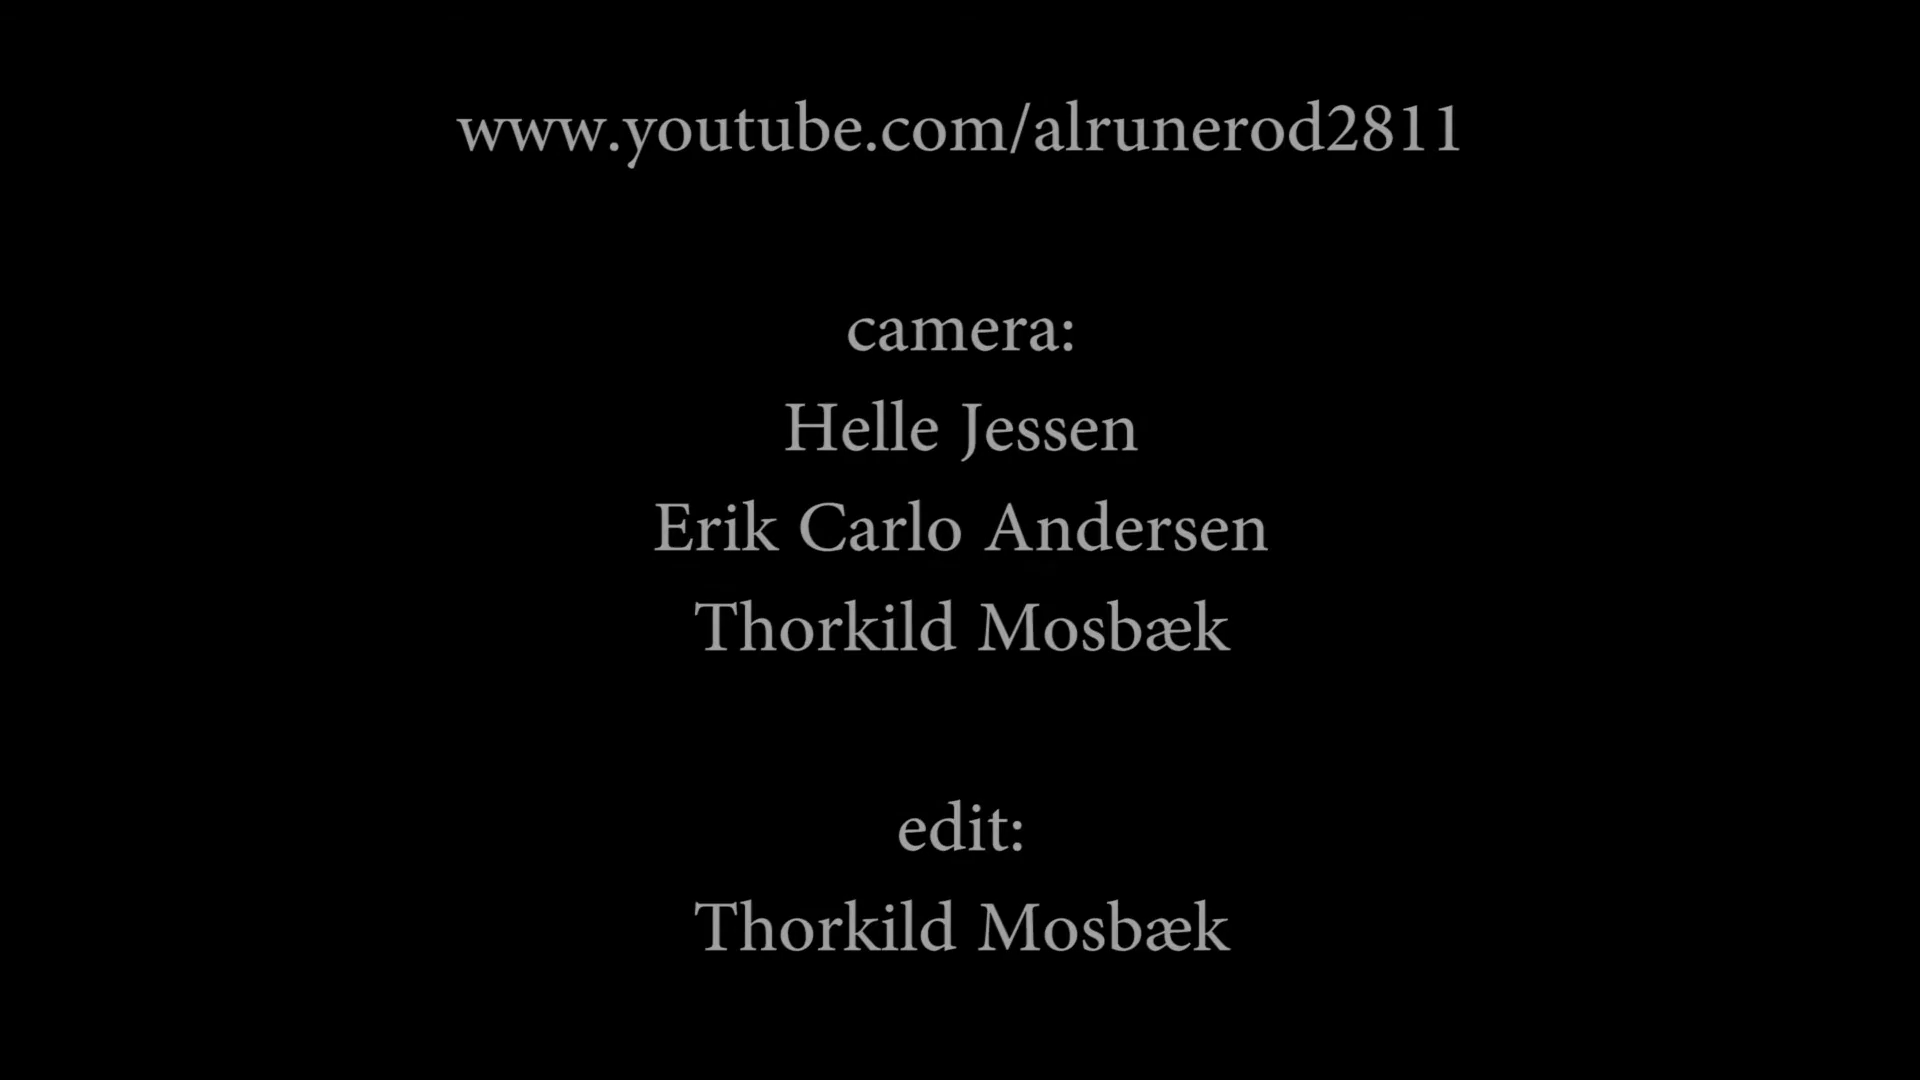 www.youtube.com/alrunerod2811
camera:
Helle Jessen
Erik Carlo Andersen
Thorkild Mosbæk
edit:
Thorkild Mosbæk